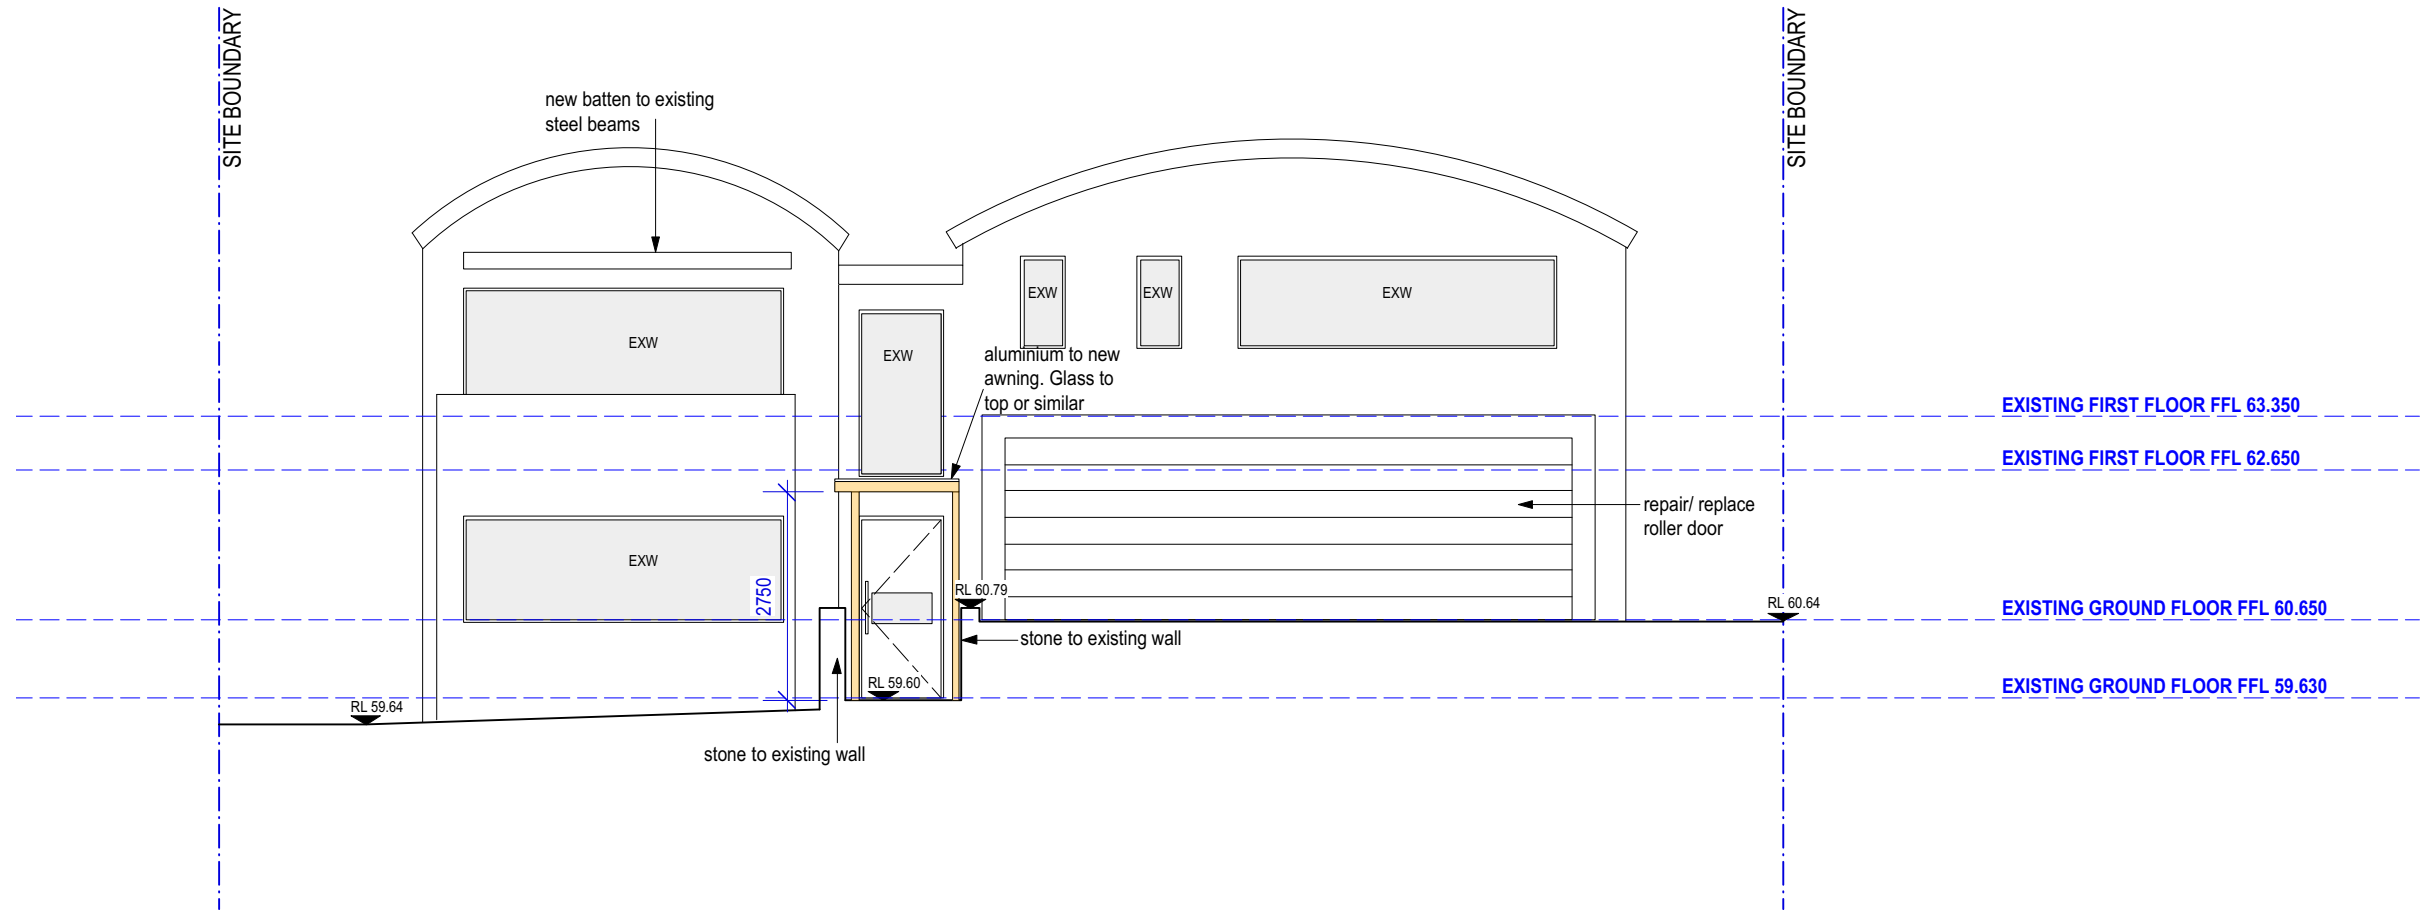 SITE BOUNDARY
SITE BOUNDARY
new batten to existing
steel beams
EXW
EXW
EXW
EXW
EXW
aluminium to new
awning. Glass to
top or similar
EXW
EXISTING FIRST FLOOR FFL 63.350
EXISTING FIRST FLOOR FFL 62.650
repair/ replace
roller door
EXW
2750
RL 60.79
RL 60.64
EXISTING GROUND FLOOR FFL 60.650
stone to existing wall
RL 59.60
EXISTING GROUND FLOOR FFL 59.630
RL 59.64
stone to existing wall